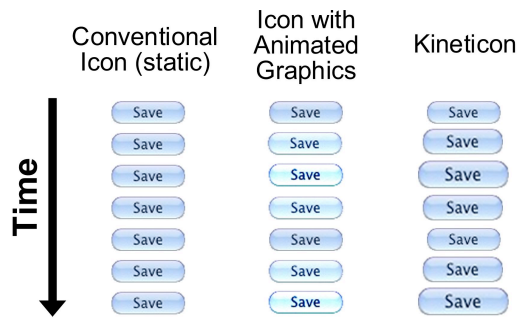 Conventional
Icon (static)
Icon with
Animated
Graphics
Kineticon
Time
Save Save Save
Save Save Save
Save Save Save
Save Save Save
Save Save Save
Save Save Save
Save Save Save